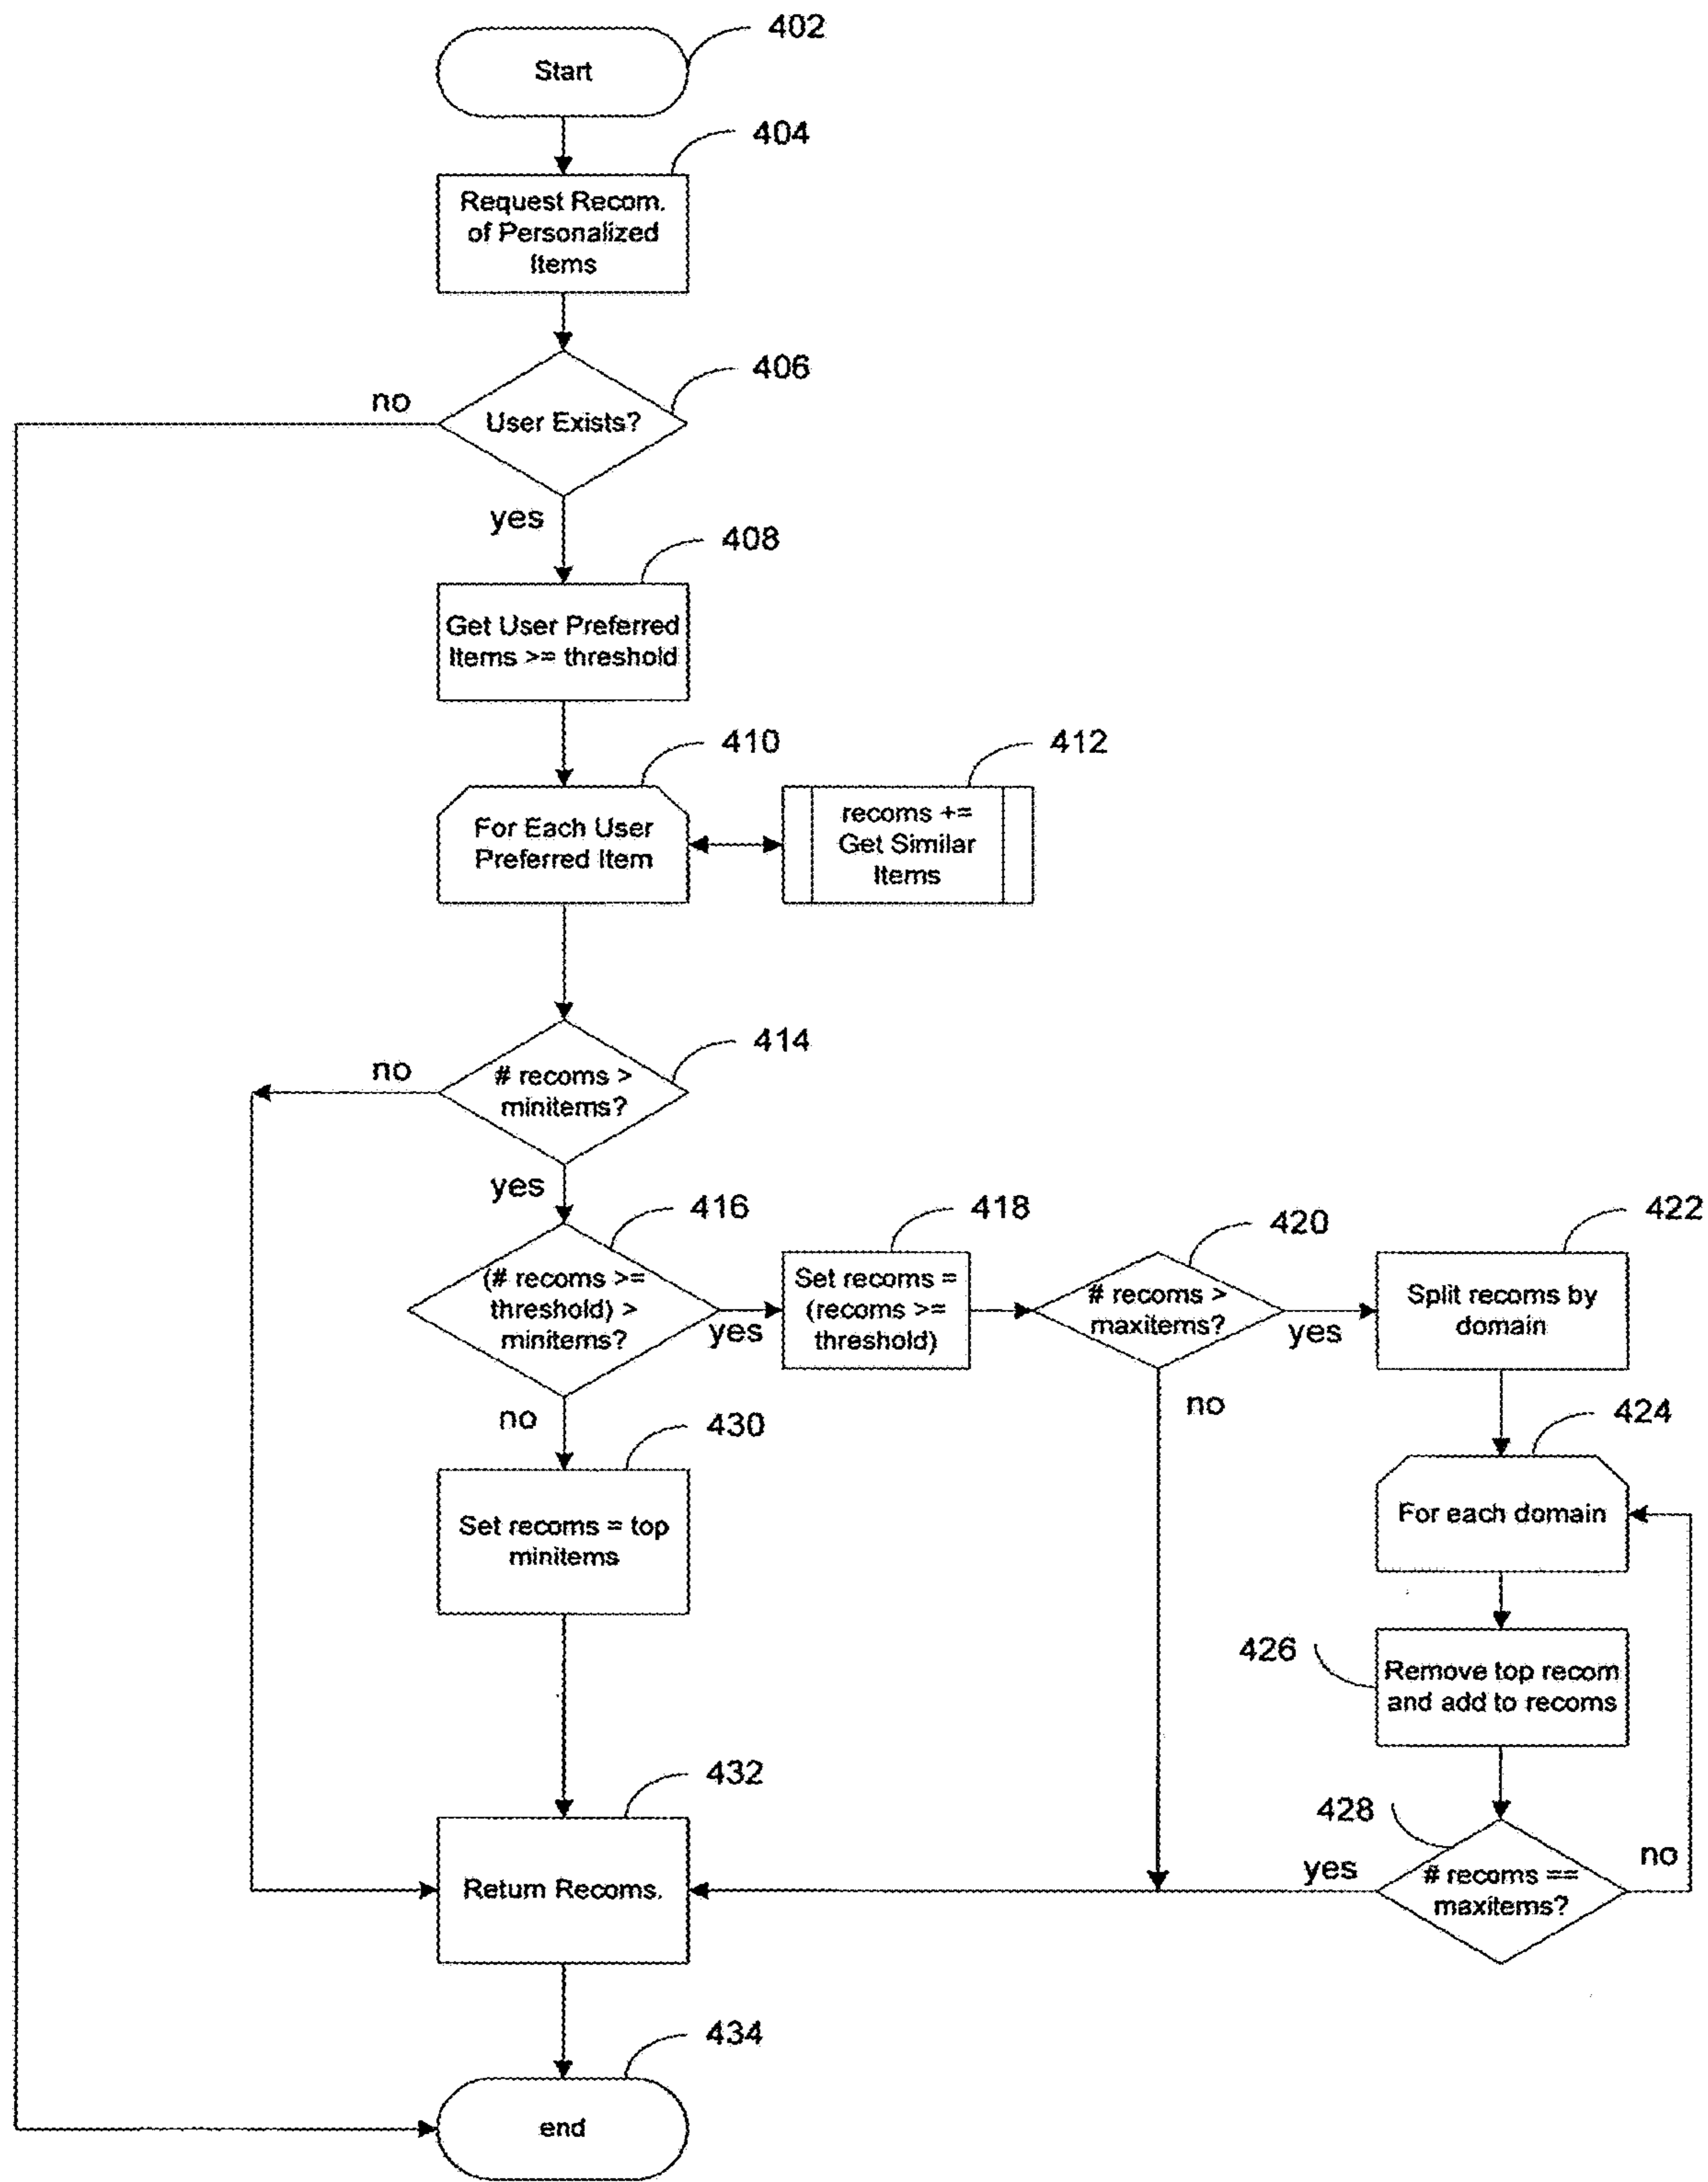 402
Start
404
Request Recom.
of Personalized
Items
406
no
User Exists?
yes
408
Get User Preferred
Items >= threshold
410
412
For Each User
Preferred Item
recoms +=
Get Similar
Items
414
no
# recoms >
minitems?
yes
416
418
420
422
(# recoms >=
threshold) >
minitems?
yes
Set recoms =
(recoms >=
threshold)
# recoms >
maxitems?
yes
Split recoms by
domain
no
no
430
424
Set recoms = top
minitems
For each domain
426
Remove top recom
and add to recoms
432
428
Return Recoms.
yes
# recoms ==
maxitems?
no
434
end